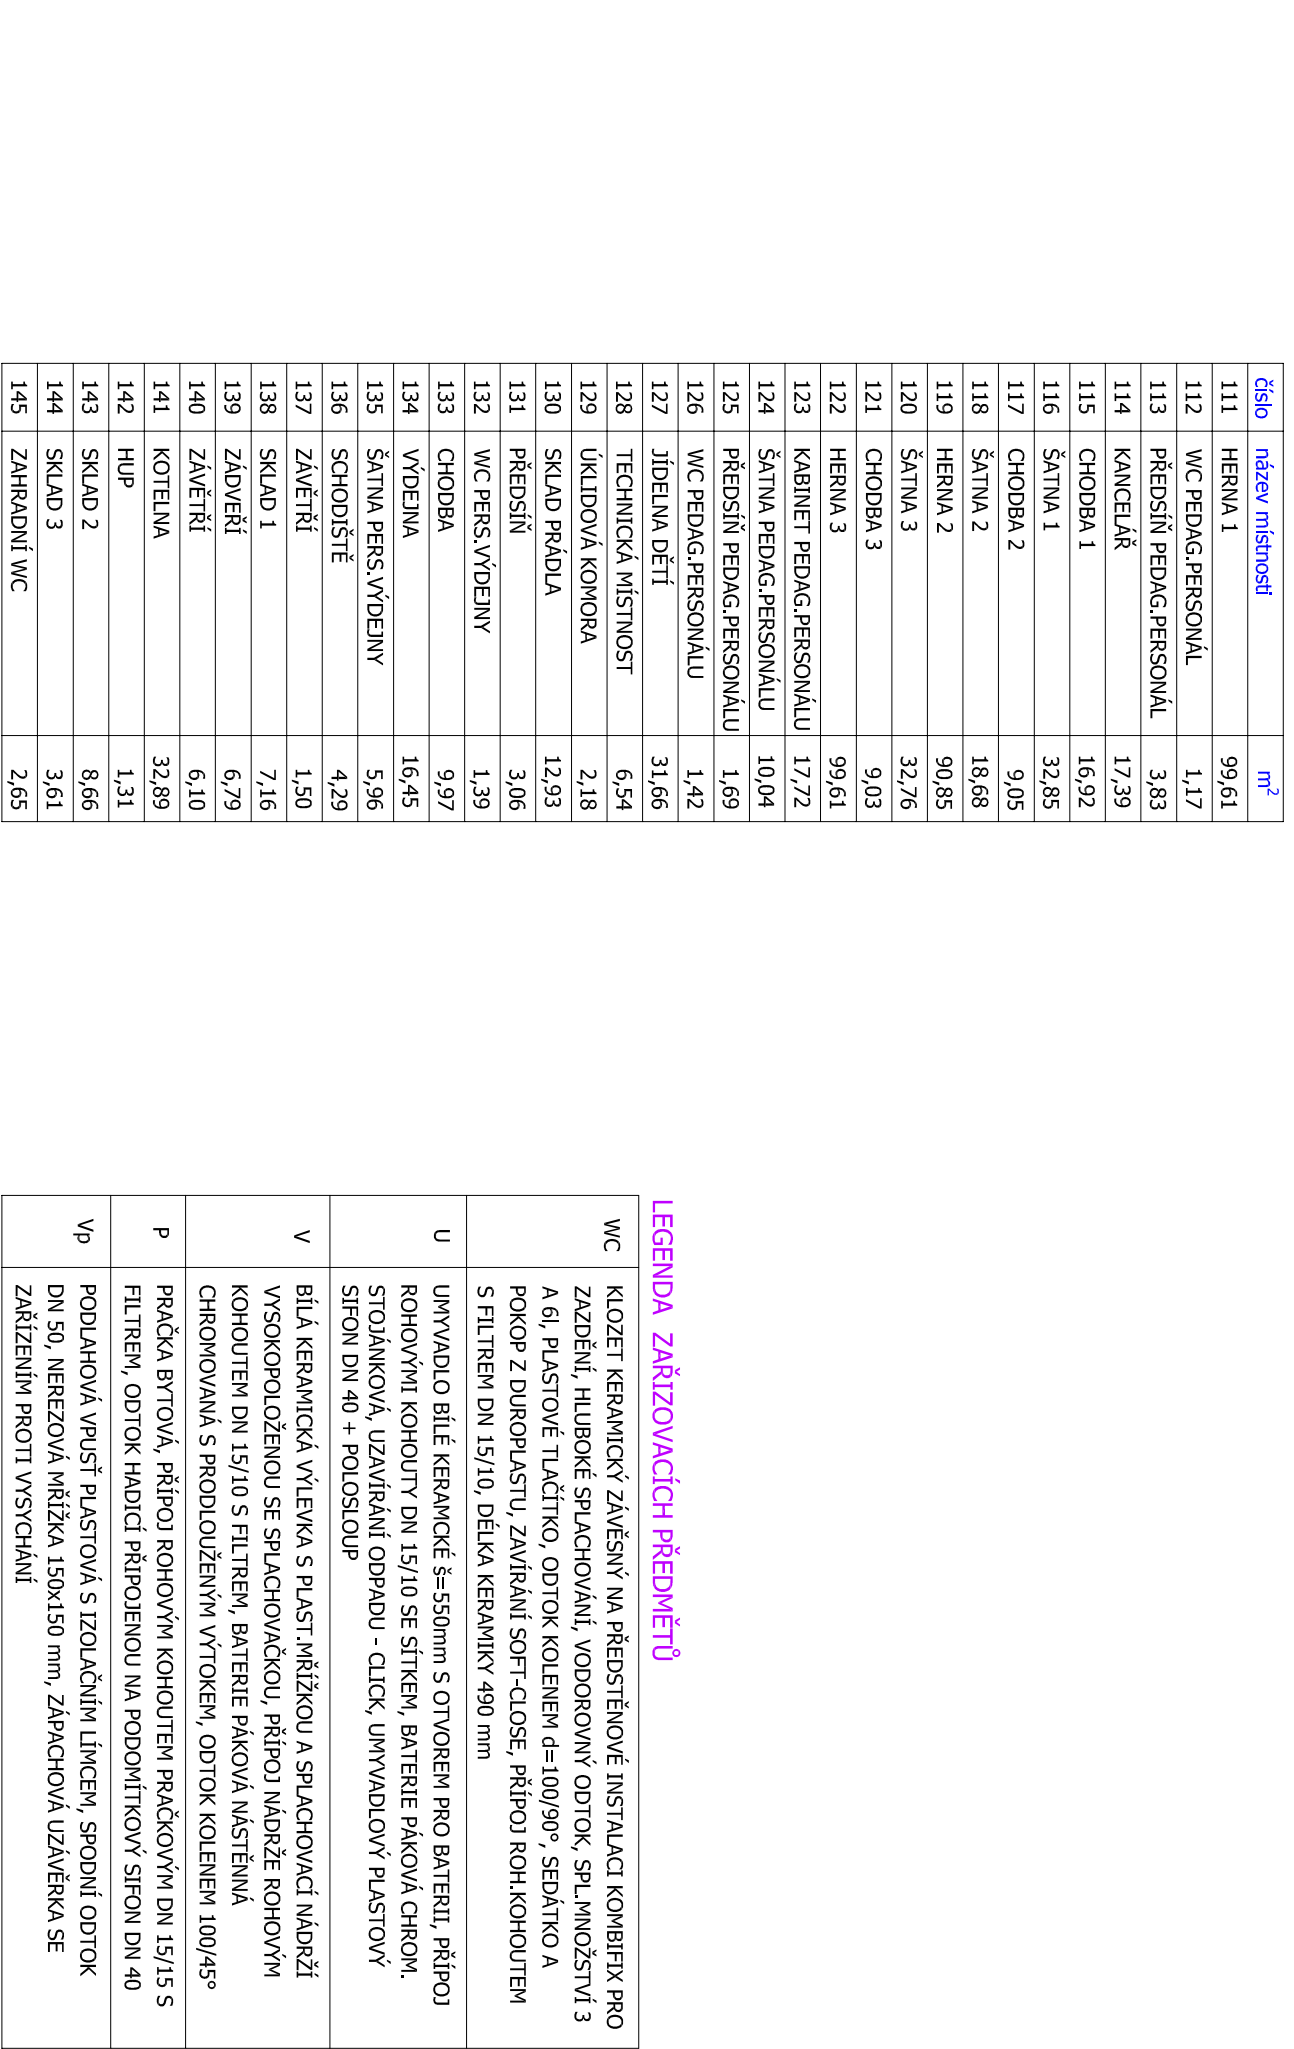 číslo název místnosti m²
111 HERNA 1 99,61
112 WC PEDAG.PERSONÁL 1,17
113 PŘEDSÍŇ PEDAG.PERSONÁL 3,83
114 KANCELÁŘ 17,39
115 CHODBA 1 16,92
116 ŠATNA 1 32,85
117 CHODBA 2 9,05
118 ŠATNA 2 18,68
119 HERNA 2 90,85
120 ŠATNA 3 32,76
121 CHODBA 3 9,03
122 HERNA 3 99,61
123 KABINET PEDAG.PERSONÁLU 17,72
124 ŠATNA PEDAG.PERSONÁLU 10,04
125 PŘEDSÍŇ PEDAG.PERSONÁLU 1,69
126 WC PEDAG.PERSONÁLU 1,42
127 JÍDELNA DĚTÍ 31,66
128 TECHNICKÁ MÍSTNOST 6,54
129 ÚKLIDOVÁ KOMORA 2,18
130 SKLAD PRÁDLA 12,93
131 PŘEDSÍŇ 3,06
132 WC PERS.VÝDEJNY 1,39
133 CHODBA 9,97
134 VÝDEJNA 16,45
135 ŠATNA PERS.VÝDEJNY 5,96
136 SCHODIŠTĚ 4,29
137 ZÁVĚTŘÍ 1,50
138 SKLAD 1 7,16
139 ZÁDVEŘÍ 6,79
140 ZÁVĚTŘÍ 6,10
141 KOTELNA 32,89
142 HUP 1,31
143 SKLAD 2 8,66
144 SKLAD 3 3,61
145 ZAHRADNÍ WC 2,65
LEGENDA ZAŘIZOVACÍCH PŘEDMĚTŮ
WC KLOZET KERAMICKÝ ZÁVĚSNÝ NA PŘEDSTĚNOVÉ INSTALACI KOMBIFIX PRO
ZAZDĚNÍ, HLUBOKÉ SPLACHOVÁNÍ, VODOROVNÝ ODTOK, SPL.MNOŽSTVÍ 3
A 6l, PLASTOVÉ TLAČÍTKO, ODTOK KOLENEM d=100/90°, SEDÁTKO A
POKOP Z DUROPLASTU, ZAVÍRÁNÍ SOFT-CLOSE, PŘÍPOJ ROH.KOHOUTEM
S FILTREM DN 15/10, DÉLKA KERAMIKY 490 mm
U UMYVADLO BÍLÉ KERAMCKÉ š=550mm S OTVOREM PRO BATERII, PŘÍPOJ
ROHOVÝMI KOHOUTY DN 15/10 SE SÍTKEM, BATERIE PÁKOVÁ CHROM.
STOJÁNKOVÁ, UZAVÍRÁNÍ ODPADU - CLICK, UMYVADLOVÝ PLASTOVÝ
SIFON DN 40 + POLOSLOUP
V BÍLÁ KERAMICKÁ VÝLEVKA S PLAST.MŘÍŽKOU A SPLACHOVACÍ NÁDRŽÍ
VYSOKOPOLOŽENOU SE SPLACHOVAČKOU, PŘÍPOJ NÁDRŽE ROHOVÝM
KOHOUTEM DN 15/10 S FILTREM, BATERIE PÁKOVÁ NÁSTĚNNÁ
CHROMOVANÁ S PRODLOUŽENÝM VÝTOKEM, ODTOK KOLENEM 100/45°
P PRAČKA BYTOVÁ, PŘÍPOJ ROHOVÝM KOHOUTEM PRAČKOVÝM DN 15/15 S
FILTREM, ODTOK HADICÍ PŘIPOJENOU NA PODOMÍTKOVÝ SIFON DN 40
Vp PODLAHOVÁ VPUSŤ PLASTOVÁ S IZOLAČNÍM LÍMCEM, SPODNÍ ODTOK
DN 50, NEREZOVÁ MŘÍŽKA 150x150 mm, ZÁPACHOVÁ UZÁVĚRKA SE
ZAŘÍZENÍM PROTI VYSYCHÁNÍ